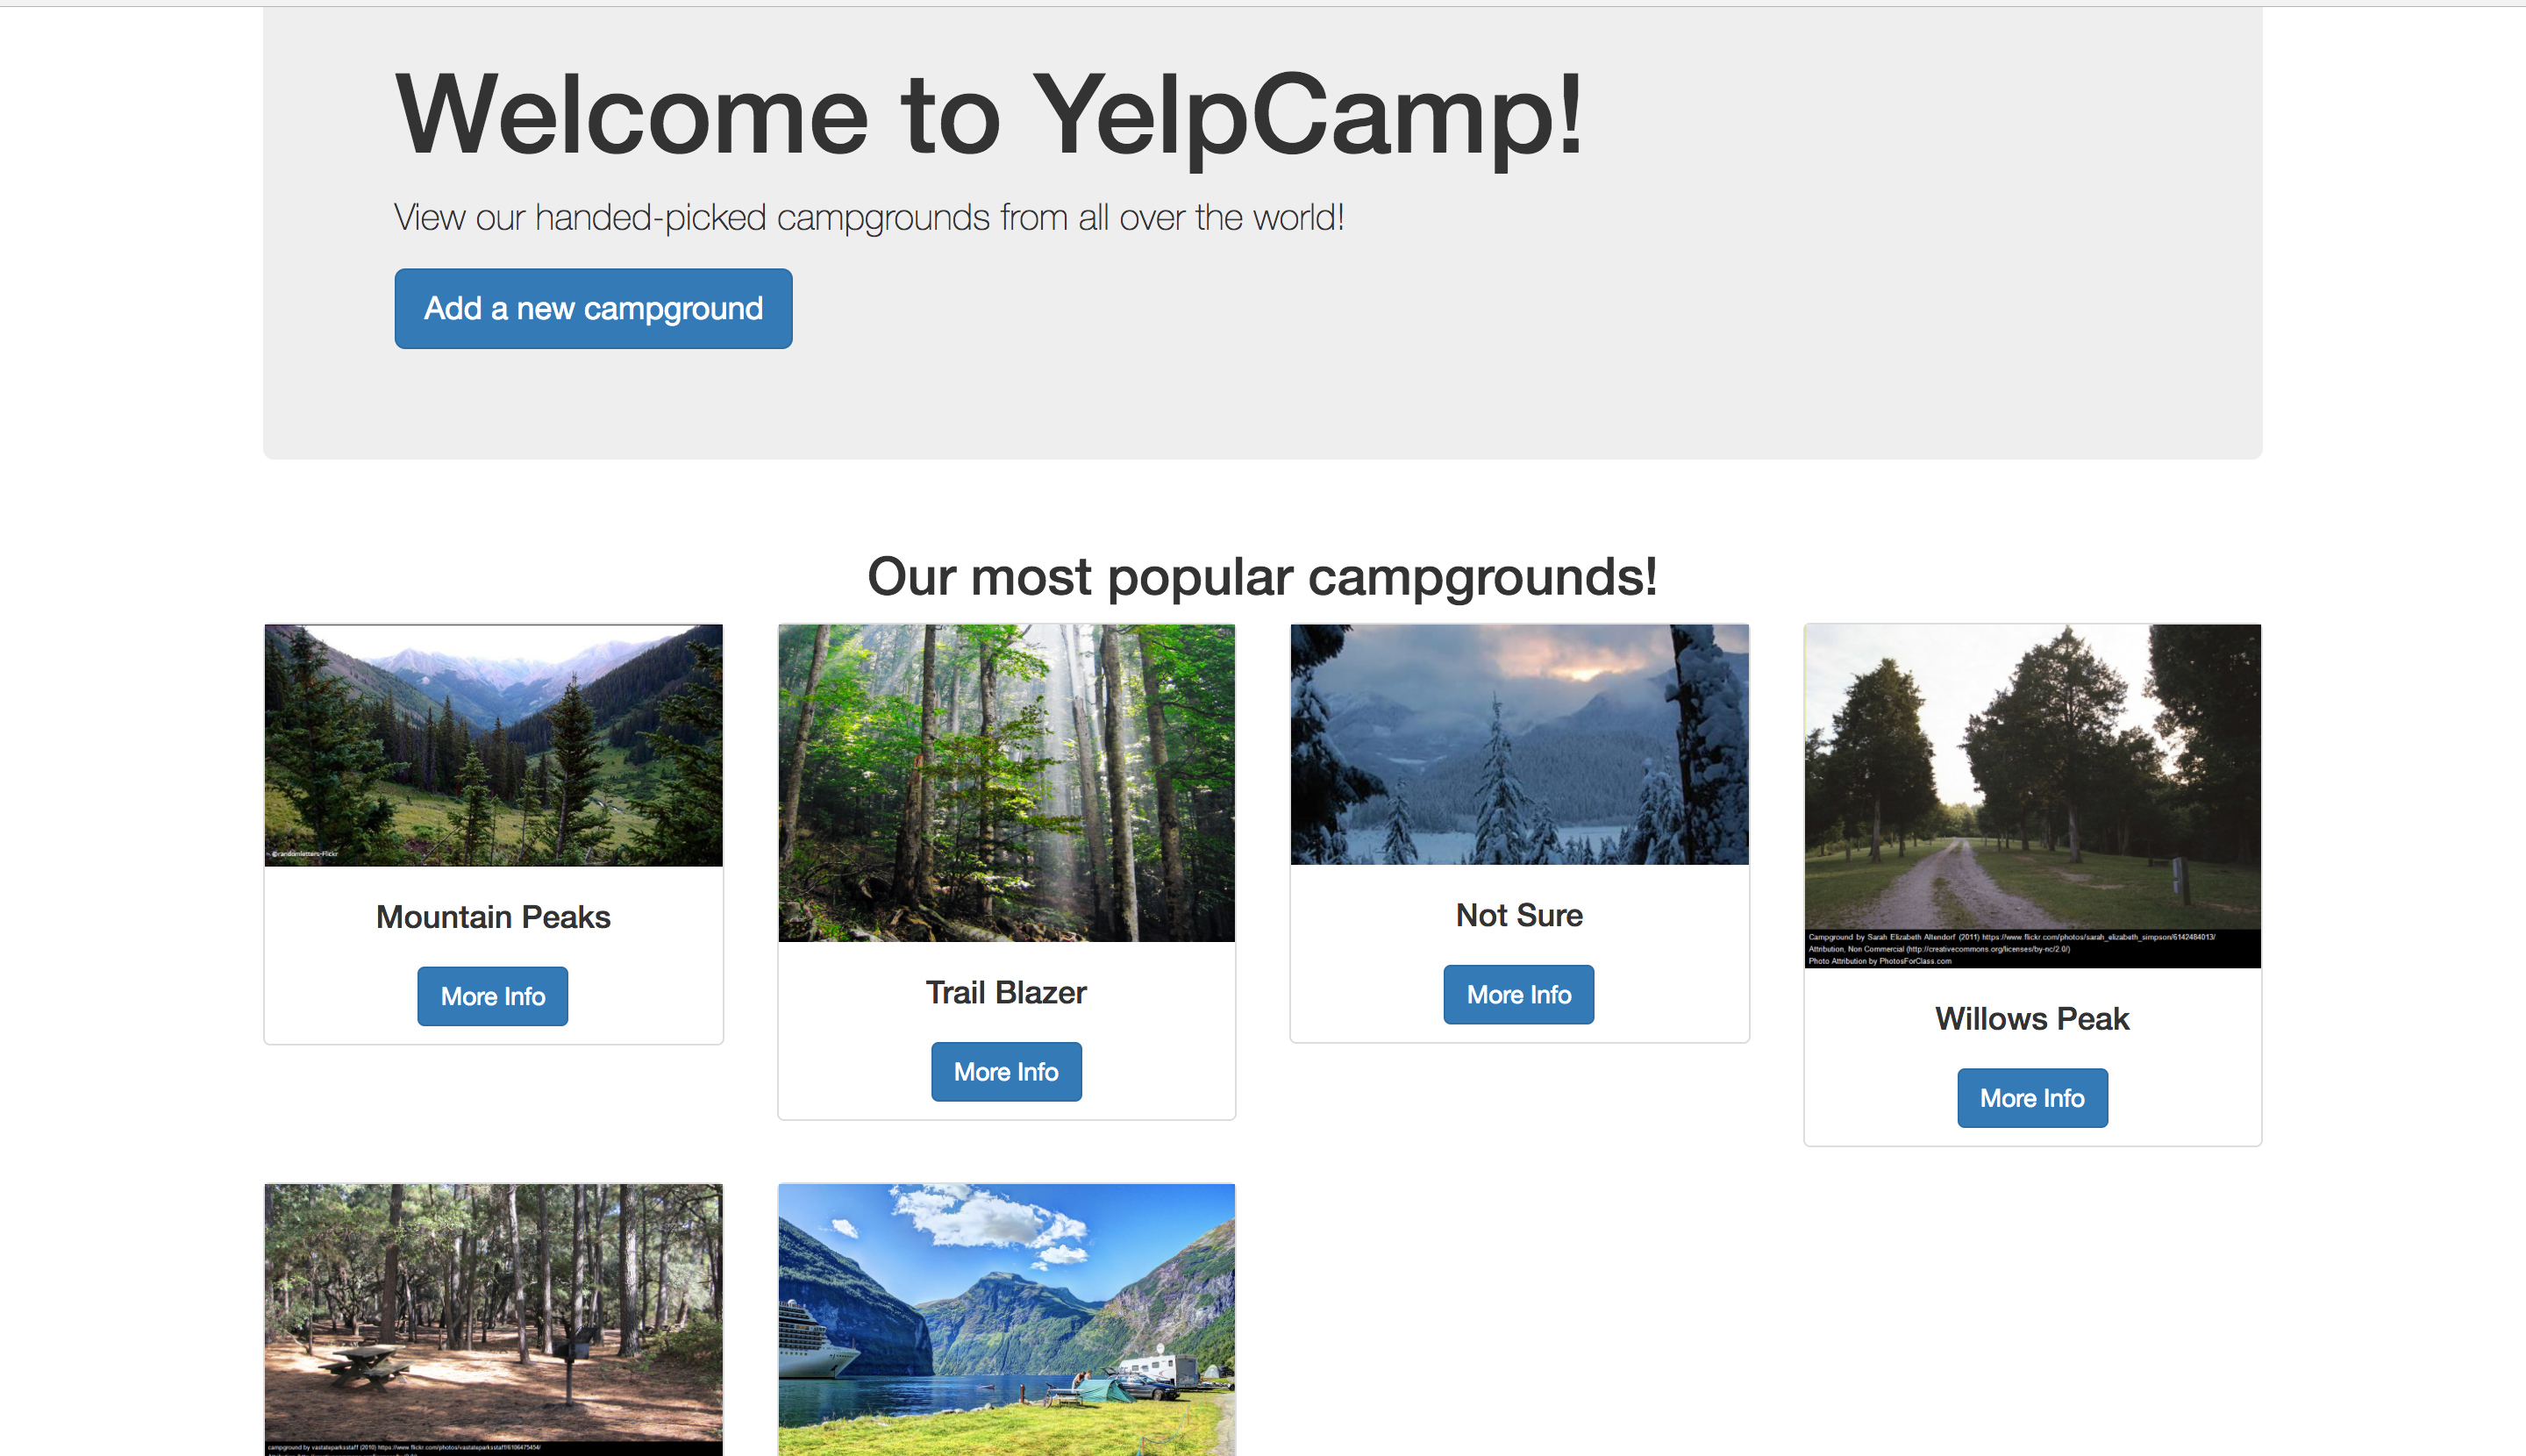 Welcome to YelpCamp!
View our handed-picked campgrounds from all over the world!
Add a new campground
Our most popular campgrounds!
©randomletters-Flickr
Mountain Peaks
More Info
Trail Blazer
More Info
Not Sure
More Info
Campground by Sarah Elizabeth Altendorf (2011) https://www.flickr.com/photos/sarah_elizabeth_simpson/6142484013/
Attribution, Non Commercial (http://creativecommons.org/licenses/by-nc/2.0/)
Photo Attribution by PhotosForClass.com
Willows Peak
More Info
campground by vastateparksstaff (2010) https://www.flickr.com/photos/vastateparksstaff/6106475454/